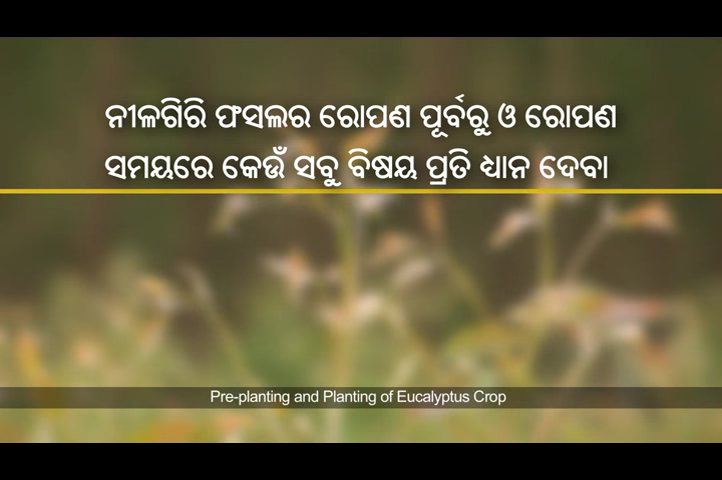 ନୀଳଗିରି ଫସଲର ରୋପଣ ପୂର୍ବରୁ ଓ ରୋପଣ
ସମୟରେ କେଉଁ ସବୁ ବିଷୟ ପ୍ରତି ଧ୍ୟାନ ଦେବା
Pre-planting and Planting of Eucalyptus Crop